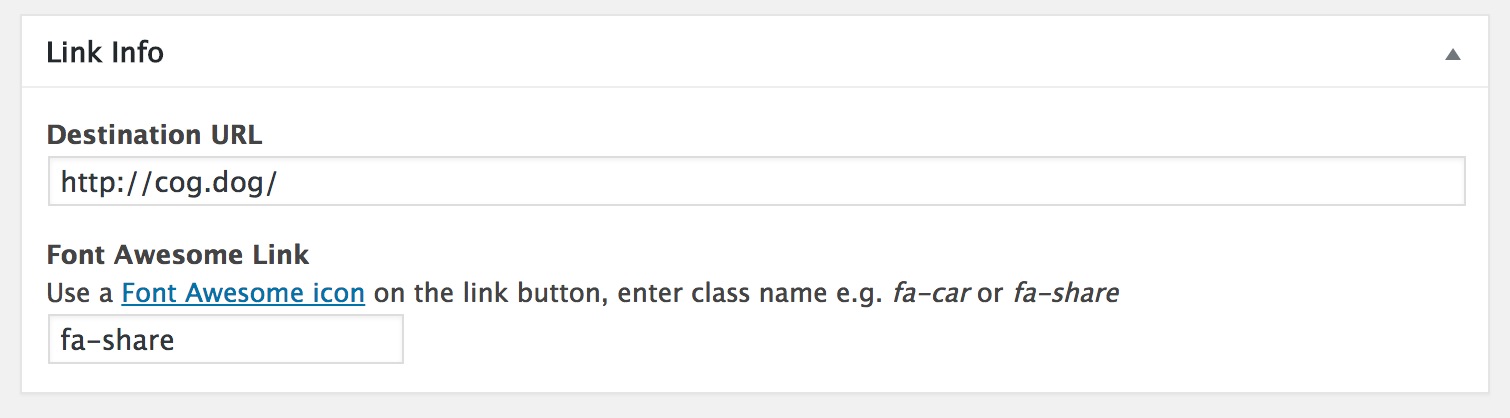 Link Info
Destination URL
http://cog.dog/
Font Awesome Link
Use a Font Awesome icon on the link button, enter class name e.g. fa-car or fa-share
fa-share